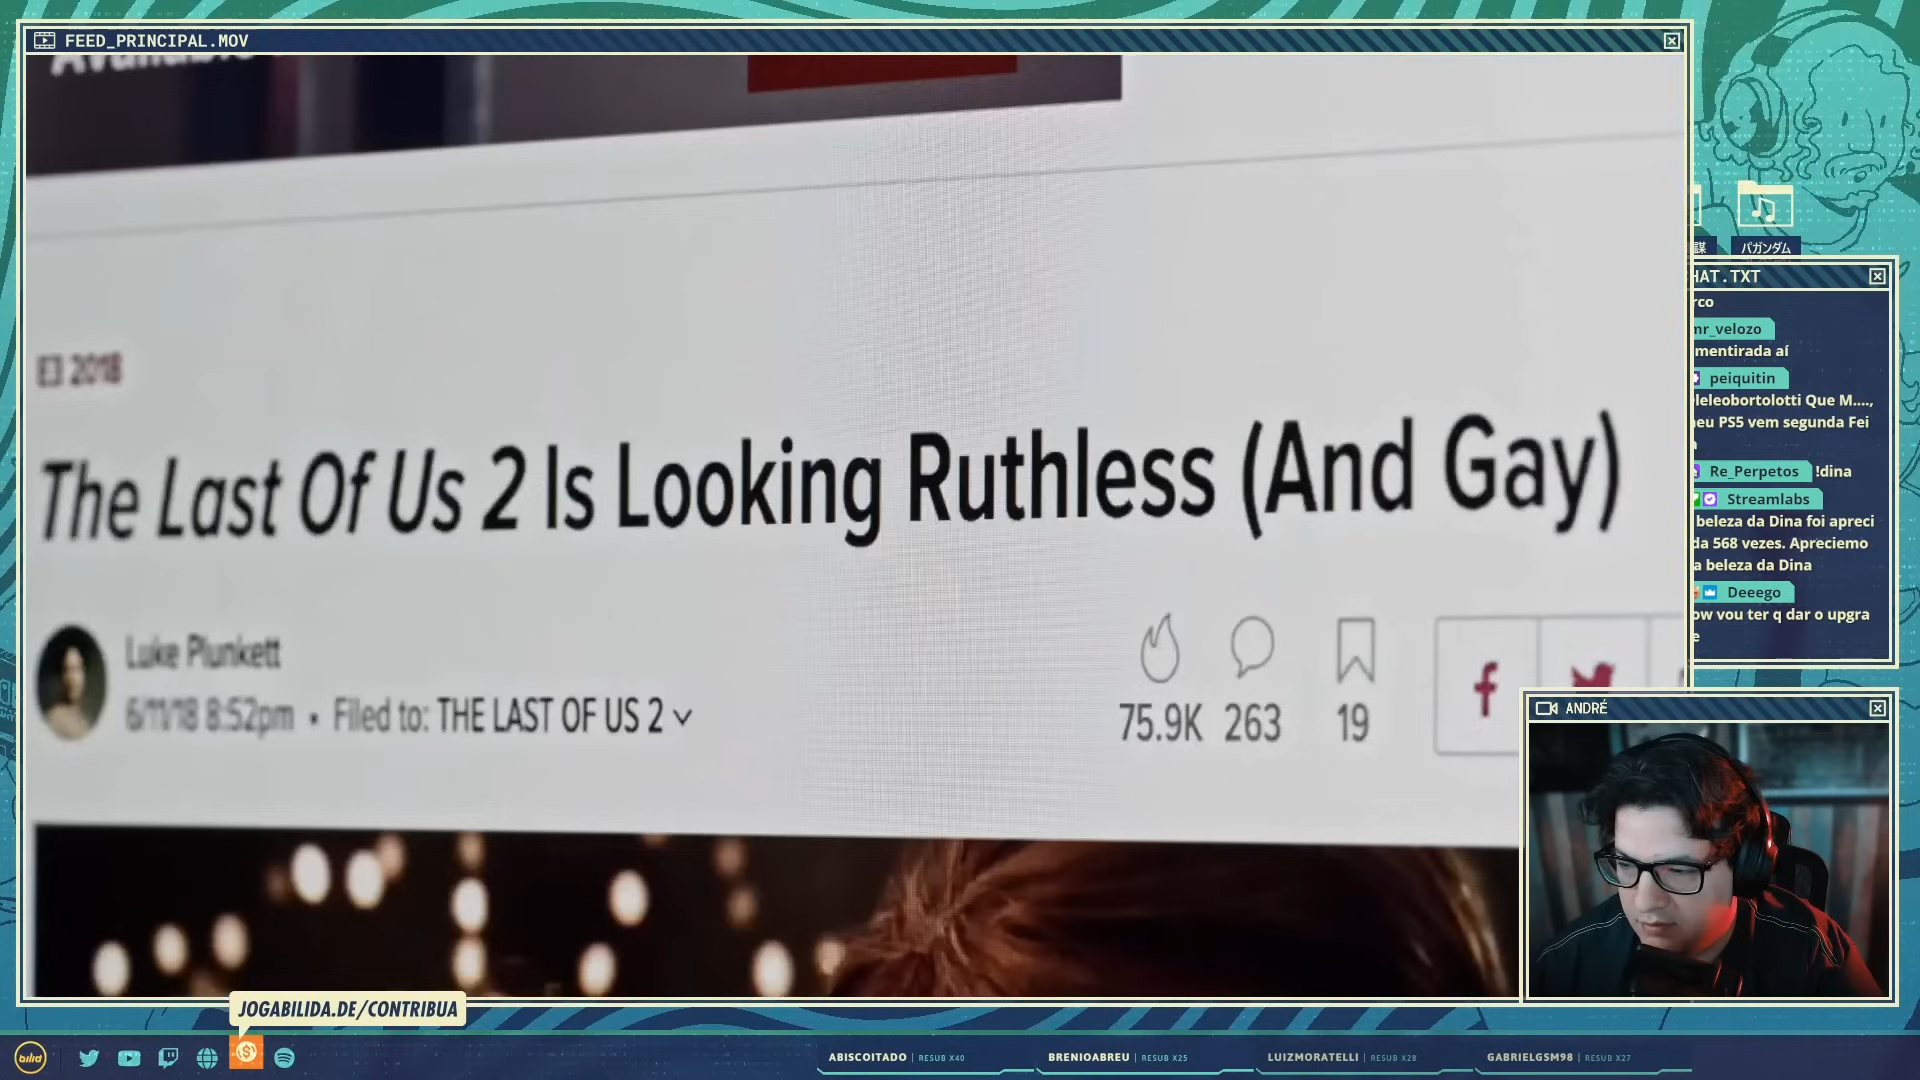 FEED_PRINCIPAL.MOV
E3 2018
The Last Of Us 2 Is Looking Ruthless (And Gay)
Luke Plunkett
6/11/18 8:52pm • Filed to: THE LAST OF US 2
75.9K 263 19
パガンダム
HAT.TXT
rco
mr_velozo
mentirada aí
peiquitin
leleobortolotti Que M....,
eu PS5 vem segunda Fei
Re_Perpetos !dina
Streamlabs
beleza da Dina foi apreci
da 568 vezes. Apreciemo
a beleza da Dina
Deeego
ow vou ter q dar o upgra
e
ANDRÉ
JOGABILIDA.DE/CONTRIBUA
ABISCOITADO | RESUB X40
BRENIOABREU | RESUB X25
LUIZMORATELLI | RESUB X28
GABRIELGSM98 | RESUB X27